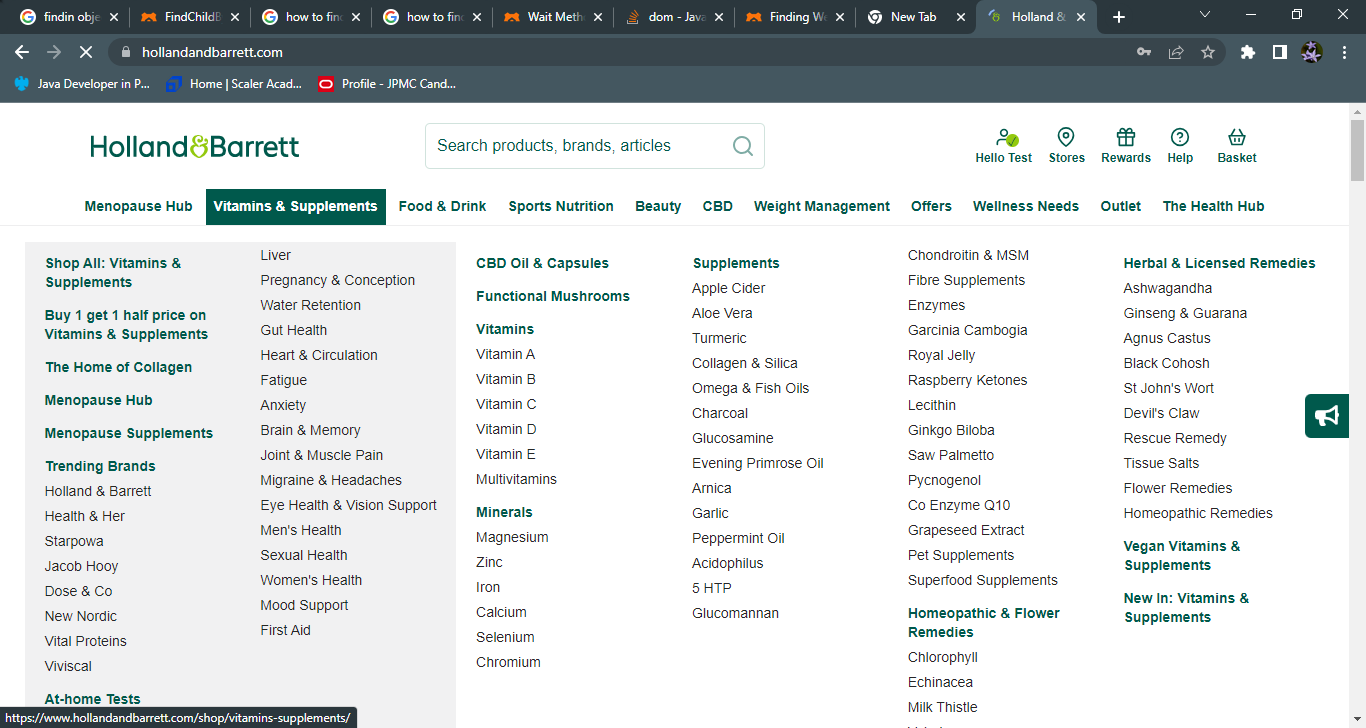 findin obje
FindChildB
how to find
how to find
Wait Meth
dom - Java
Finding We
New Tab
Holland &
hollandandbarrett.com
Java Developer in P...
Home | Scaler Acad...
Profile - JPMC Cand...
Holland&Barrett
Search products, brands, articles
Hello Test
Stores
Rewards
Help
Basket
Menopause Hub
Vitamins & Supplements
Food & Drink
Sports Nutrition
Beauty
CBD
Weight Management
Offers
Wellness Needs
Outlet
The Health Hub
Shop All: Vitamins &
Supplements
Buy 1 get 1 half price on
Vitamins & Supplements
The Home of Collagen
Menopause Hub
Menopause Supplements
Trending Brands
Holland & Barrett
Health & Her
Starpowa
Jacob Hooy
Dose & Co
New Nordic
Vital Proteins
Viviscal
At-home Tests
Liver
Pregnancy & Conception
Water Retention
Gut Health
Heart & Circulation
Fatigue
Anxiety
Brain & Memory
Joint & Muscle Pain
Migraine & Headaches
Eye Health & Vision Support
Men's Health
Sexual Health
Women's Health
Mood Support
First Aid
CBD Oil & Capsules
Functional Mushrooms
Vitamins
Vitamin A
Vitamin B
Vitamin C
Vitamin D
Vitamin E
Multivitamins
Minerals
Magnesium
Zinc
Iron
Calcium
Selenium
Chromium
Supplements
Apple Cider
Aloe Vera
Turmeric
Collagen & Silica
Omega & Fish Oils
Charcoal
Glucosamine
Evening Primrose Oil
Arnica
Garlic
Peppermint Oil
Acidophilus
5 HTP
Glucomannan
Chondroitin & MSM
Fibre Supplements
Enzymes
Garcinia Cambogia
Royal Jelly
Raspberry Ketones
Lecithin
Ginkgo Biloba
Saw Palmetto
Pycnogenol
Co Enzyme Q10
Grapeseed Extract
Pet Supplements
Superfood Supplements
Homeopathic & Flower
Remedies
Chlorophyll
Echinacea
Milk Thistle
Herbal & Licensed Remedies
Ashwagandha
Ginseng & Guarana
Agnus Castus
Black Cohosh
St John's Wort
Devil's Claw
Rescue Remedy
Tissue Salts
Flower Remedies
Homeopathic Remedies
Vegan Vitamins &
Supplements
New In: Vitamins &
Supplements
https://www.hollandandbarrett.com/shop/vitamins-supplements/